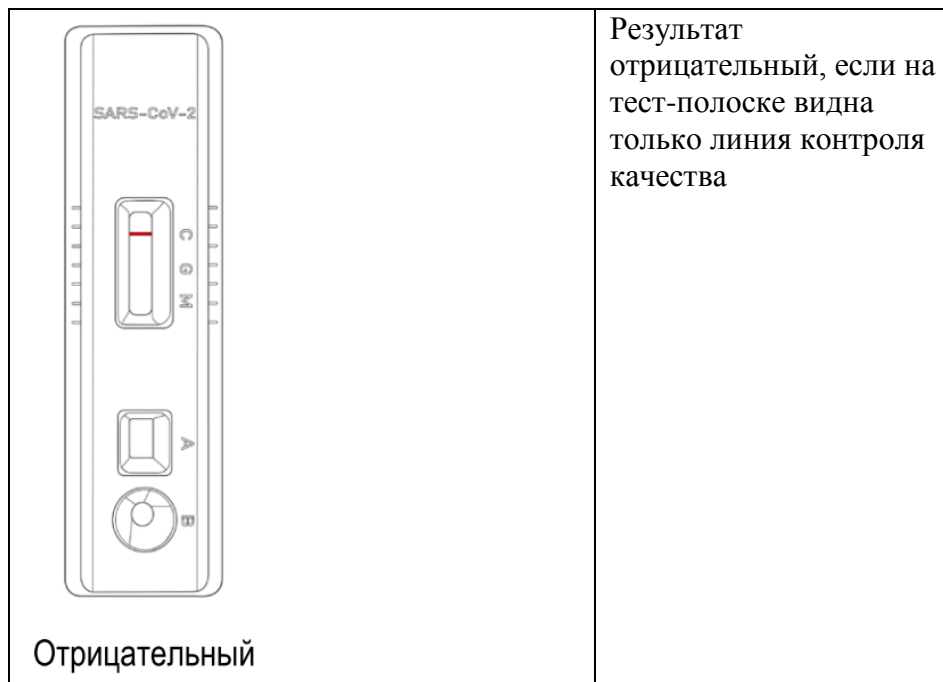 SARS-CoV-2
C G M
A
B
Отрицательный
Результат
отрицательный, если на
тест-полоске видна
только линия контроля
качества